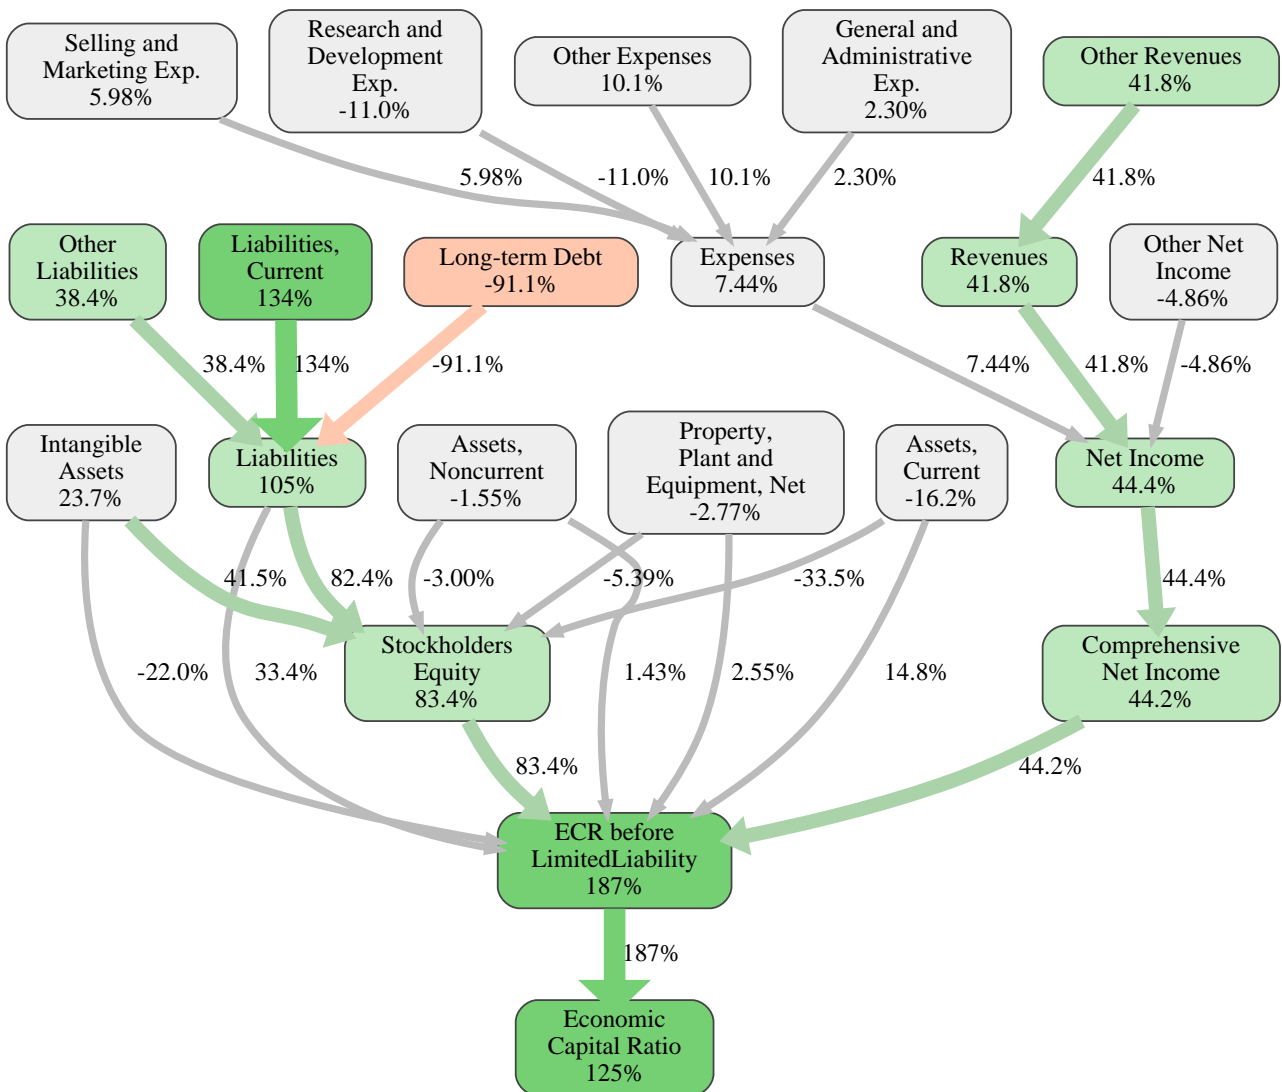 Selling and
Marketing Exp.
5.98%
Research and
Development
Exp.
-11.0%
Other Expenses
10.1%
General and
Administrative
Exp.
2.30%
Other Revenues
41.8%
5.98%
-11.0%
10.1%
2.30%
41.8%
Other
Liabilities
38.4%
Liabilities,
Current
134%
Long-term Debt
-91.1%
Expenses
7.44%
Revenues
41.8%
Other Net
Income
-4.86%
38.4%
134%
-91.1%
7.44%
41.8%
-4.86%
Intangible
Assets
23.7%
Liabilities
105%
Assets,
Noncurrent
-1.55%
Property,
Plant and
Equipment, Net
-2.77%
Assets,
Current
-16.2%
Net Income
44.4%
41.5%
82.4%
-3.00%
-5.39%
-33.5%
44.4%
Stockholders
Equity
83.4%
Comprehensive
Net Income
44.2%
-22.0%
33.4%
1.43%
2.55%
14.8%
83.4%
44.2%
ECR before
LimitedLiability
187%
187%
Economic
Capital Ratio
125%